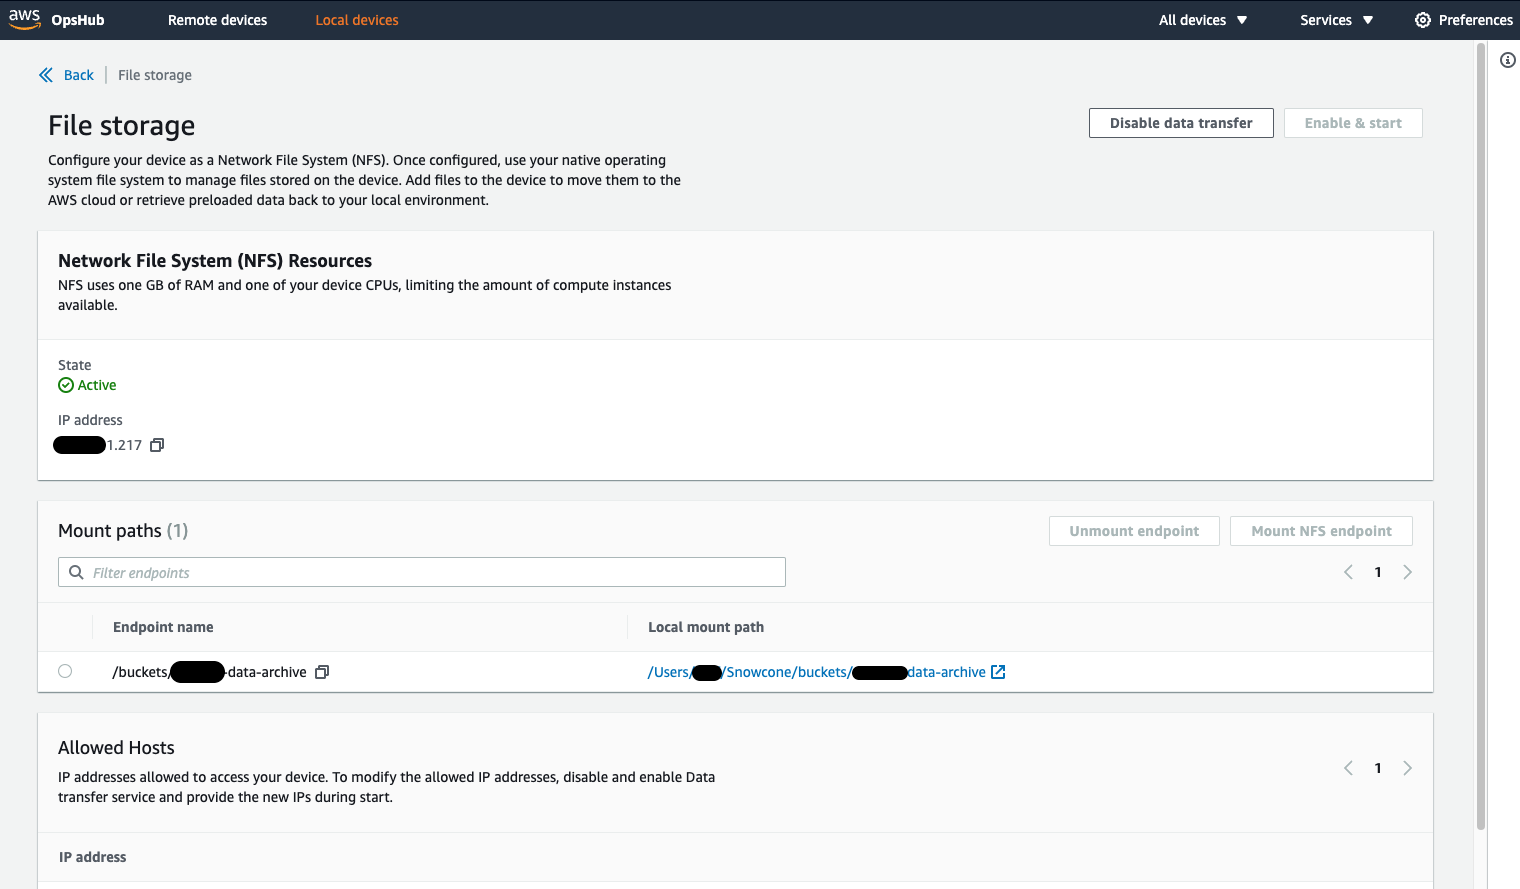 aws OpsHub Remote devices Local devices All devices Services Preferences
Back File storage
File storage
Disable data transfer Enable & start
Configure your device as a Network File System (NFS). Once configured, use your native operating
system file system to manage files stored on the device. Add files to the device to move them to the
AWS cloud or retrieve preloaded data back to your local environment.
Network File System (NFS) Resources
NFS uses one GB of RAM and one of your device CPUs, limiting the amount of compute instances
available.
State
Active
IP address
1.217
Mount paths (1)
Unmount endpoint Mount NFS endpoint
Filter endpoints
1
Endpoint name Local mount path
/buckets/ -data-archive /Users/ /Snowcone/buckets/ data-archive
Allowed Hosts
1
IP addresses allowed to access your device. To modify the allowed IP addresses, disable and enable Data
transfer service and provide the new IPs during start.
IP address